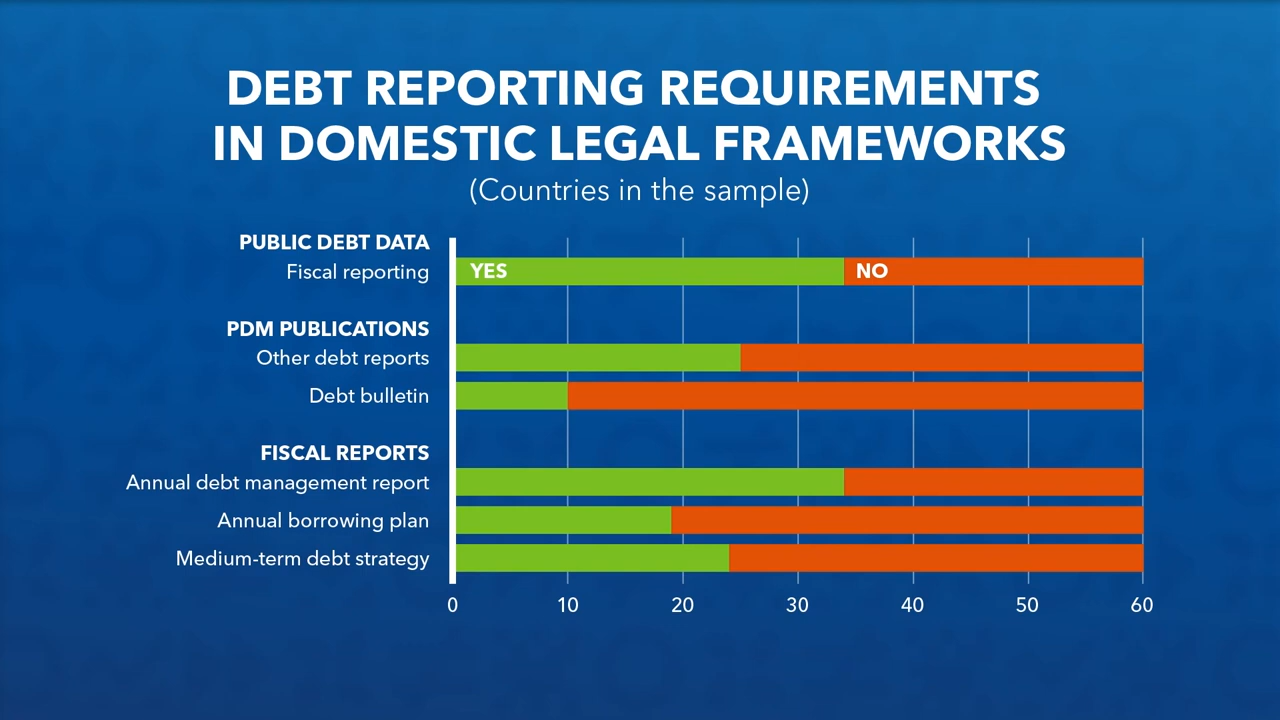 DEBT REPORTING REQUIREMENTS
IN DOMESTIC LEGAL FRAMEWORKS
(Countries in the sample)
PUBLIC DEBT DATA
Fiscal reporting
YES
NO
PDM PUBLICATIONS
Other debt reports
Debt bulletin
FISCAL REPORTS
Annual debt management report
Annual borrowing plan
Medium-term debt strategy
0 10 20 30 40 50 60